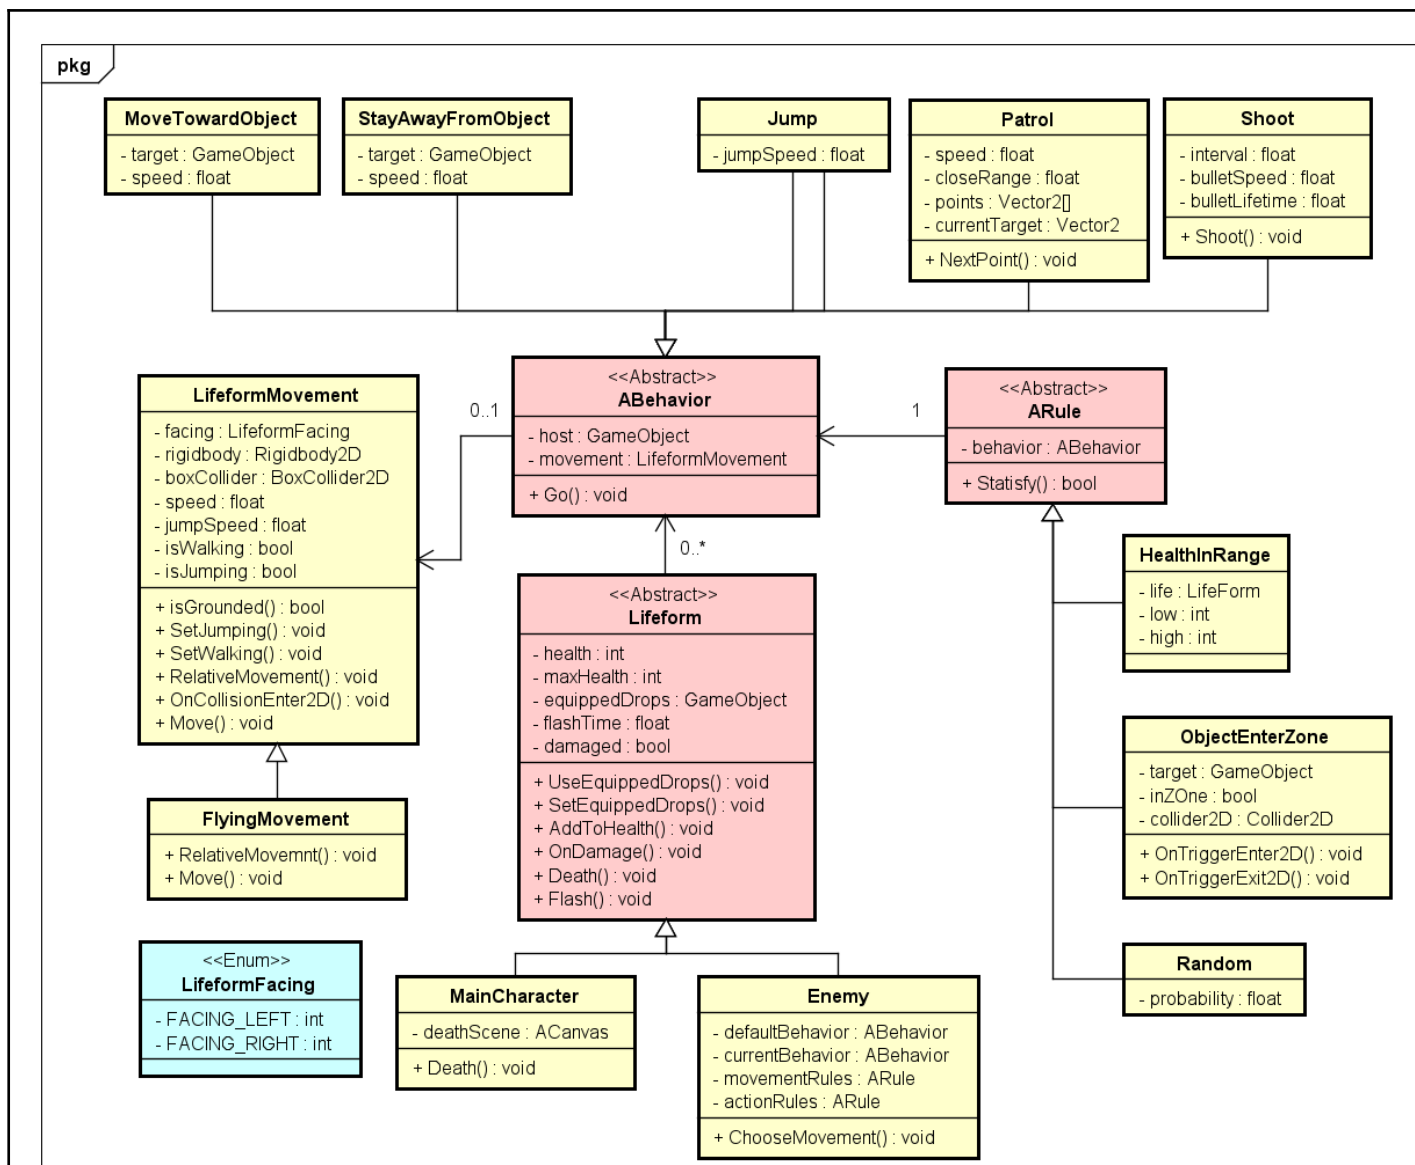 pkg
MoveTowardObject
- target : GameObject
- speed : float
StayAwayFromObject
- target : GameObject
- speed : float
Jump
- jumpSpeed : float
Patrol
- speed : float
- closeRange : float
- points : Vector2[]
- currentTarget : Vector2
+ NextPoint() : void
Shoot
- interval : float
- bulletSpeed : float
- bulletLifetime : float
+ Shoot() : void
LifeformMovement
- facing : LifeformFacing
- rigidbody : Rigidbody2D
- boxCollider : BoxCollider2D
- speed : float
- jumpSpeed : float
- isWalking : bool
- isJumping : bool
+ isGrounded() : bool
+ SetJumping() : void
+ SetWalking() : void
+ RelativeMovement() : void
+ OnCollisionEnter2D() : void
+ Move() : void
0..1
<<Abstract>>
ABehavior
- host : GameObject
- movement : LifeformMovement
+ Go() : void
1
<<Abstract>>
ARule
- behavior : ABehavior
+ Statisfy() : bool
0..*
<<Abstract>>
Lifeform
- health : int
- maxHealth : int
- equippedDrops : GameObject
- flashTime : float
- damaged : bool
+ UseEquippedDrops() : void
+ SetEquippedDrops() : void
+ AddToHealth() : void
+ OnDamage() : void
+ Death() : void
+ Flash() : void
HealthInRange
- life : LifeForm
- low : int
- high : int
ObjectEnterZone
- target : GameObject
- inZOne : bool
- collider2D : Collider2D
+ OnTriggerEnter2D() : void
+ OnTriggerExit2D() : void
FlyingMovement
+ RelativeMovemnt() : void
+ Move() : void
<<Enum>>
LifeformFacing
- FACING_LEFT : int
- FACING_RIGHT : int
MainCharacter
- deathScene : ACanvas
+ Death() : void
Enemy
- defaultBehavior : ABehavior
- currentBehavior : ABehavior
- movementRules : ARule
- actionRules : ARule
+ ChooseMovement() : void
Random
- probability : float